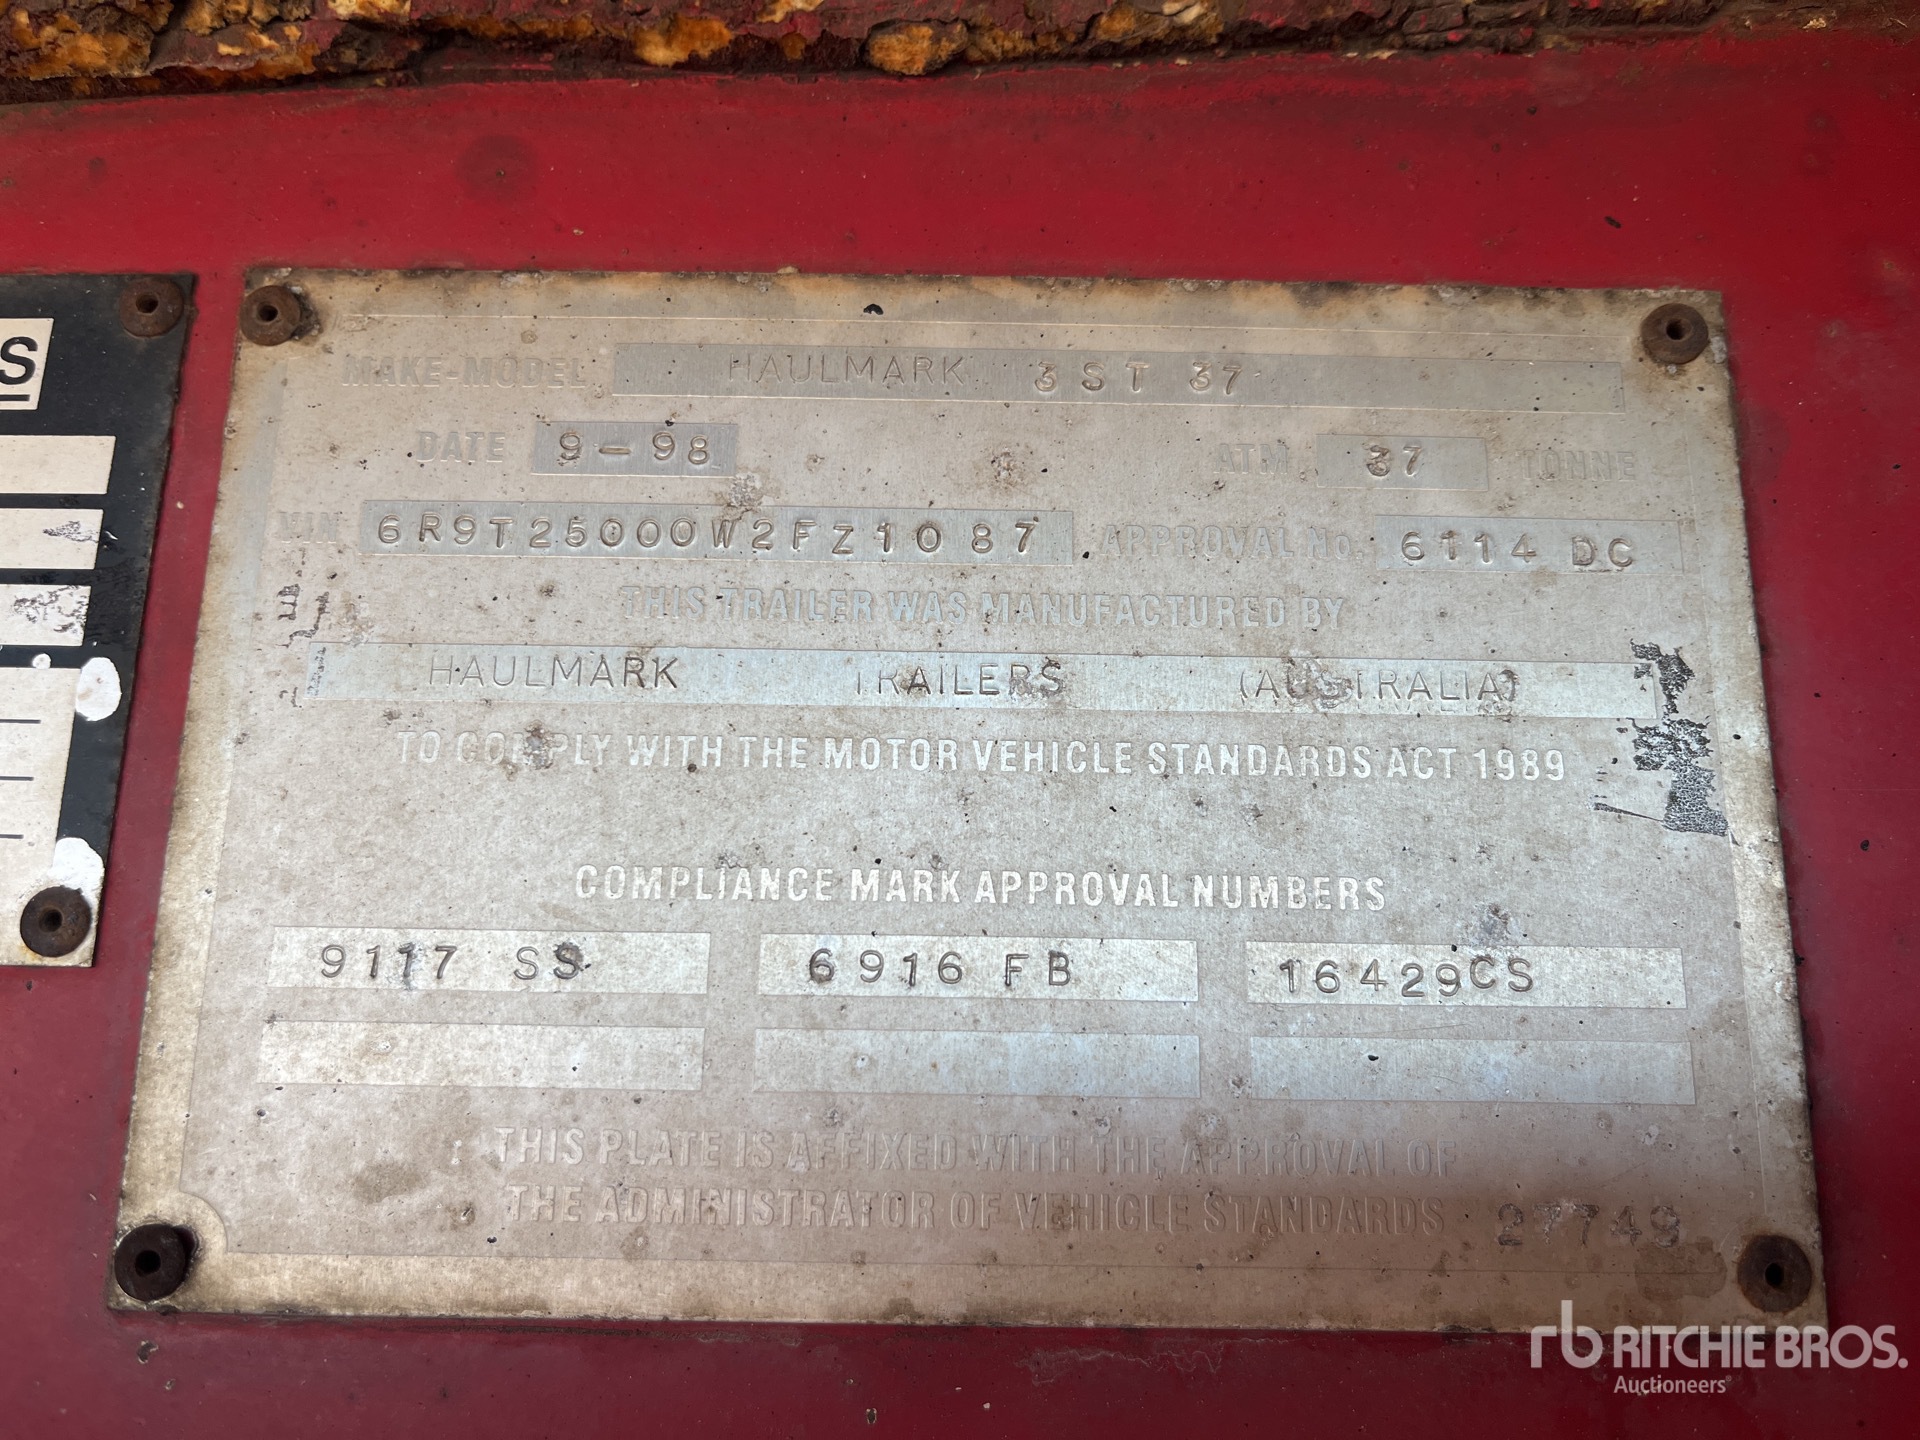 S
MAKE-MODEL HAULMARK 3ST 37
DATE 9-98 ATM 37 TONNE
VIN 6R9T25000W2FZ1087 APPROVAL No. 6114 DC
THIS TRAILER WAS MANUFACTURED BY
HAULMARK TRAILERS (AUSTRALIA)
TO COMPLY WITH THE MOTOR VEHICLE STANDARDS ACT 1989
COMPLIANCE MARK APPROVAL NUMBERS
9117 SS 6916 FB 16429CS
THIS PLATE IS AFFIXED WITH THE APPROVAL OF
THE ADMINISTRATOR OF VEHICLE STANDARDS 27749
rb RITCHIE BROS.
Auctioneers